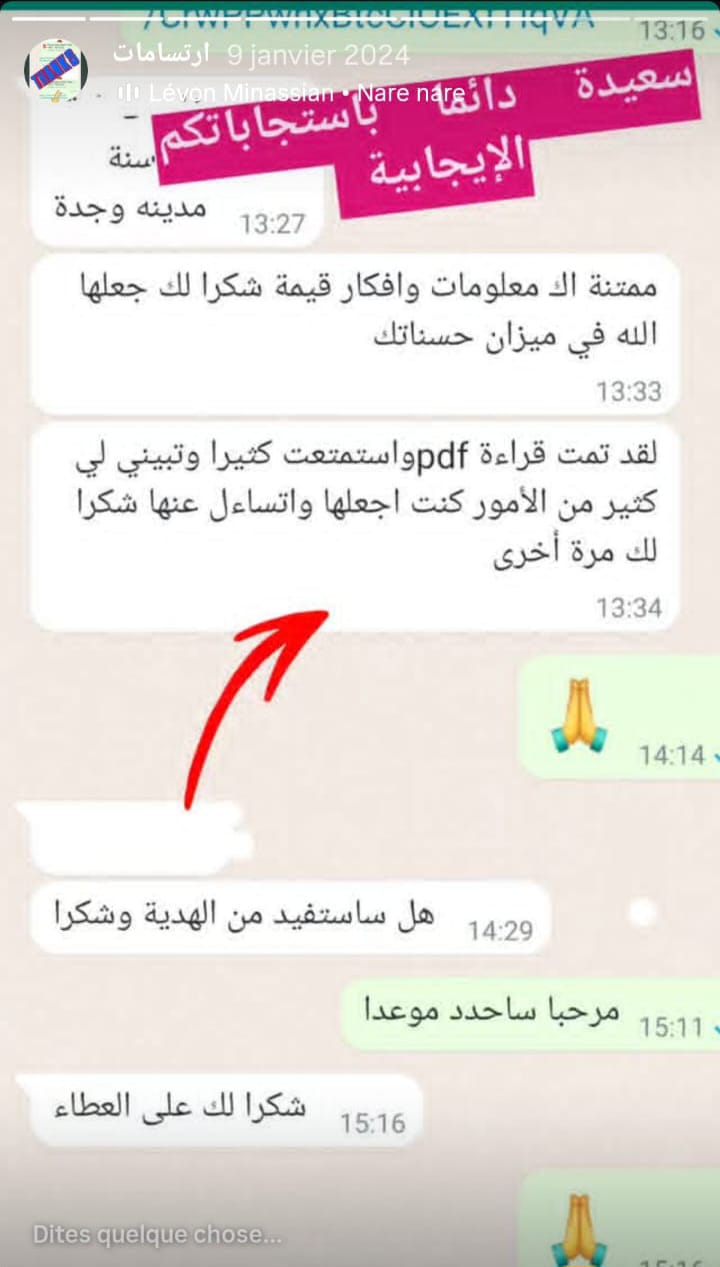 13:16
ارتسامات 9 janvier 2024
Lévon Minassian • Nare nare
سعيدة دائما باستجاباتكم
الإيجابية
سنة
مدينه وجدة
13:27
ممتنة اك معلومات وافكار قيمة شكرا لك جعلها
الله في ميزان حسناتك
13:33
لقد تمت قراءة pdfواستمتعت كثيرا وتبيني لي
كثير من الأمور كنت اجعلها واتساءل عنها شكرا
لك مرة أخرى
13:34
14:14
هل ساستفيد من الهدية وشكرا
14:29
مرحبا ساحدد موعدا
15:11
شكرا لك على العطاء
15:16
Dites quelque chose...